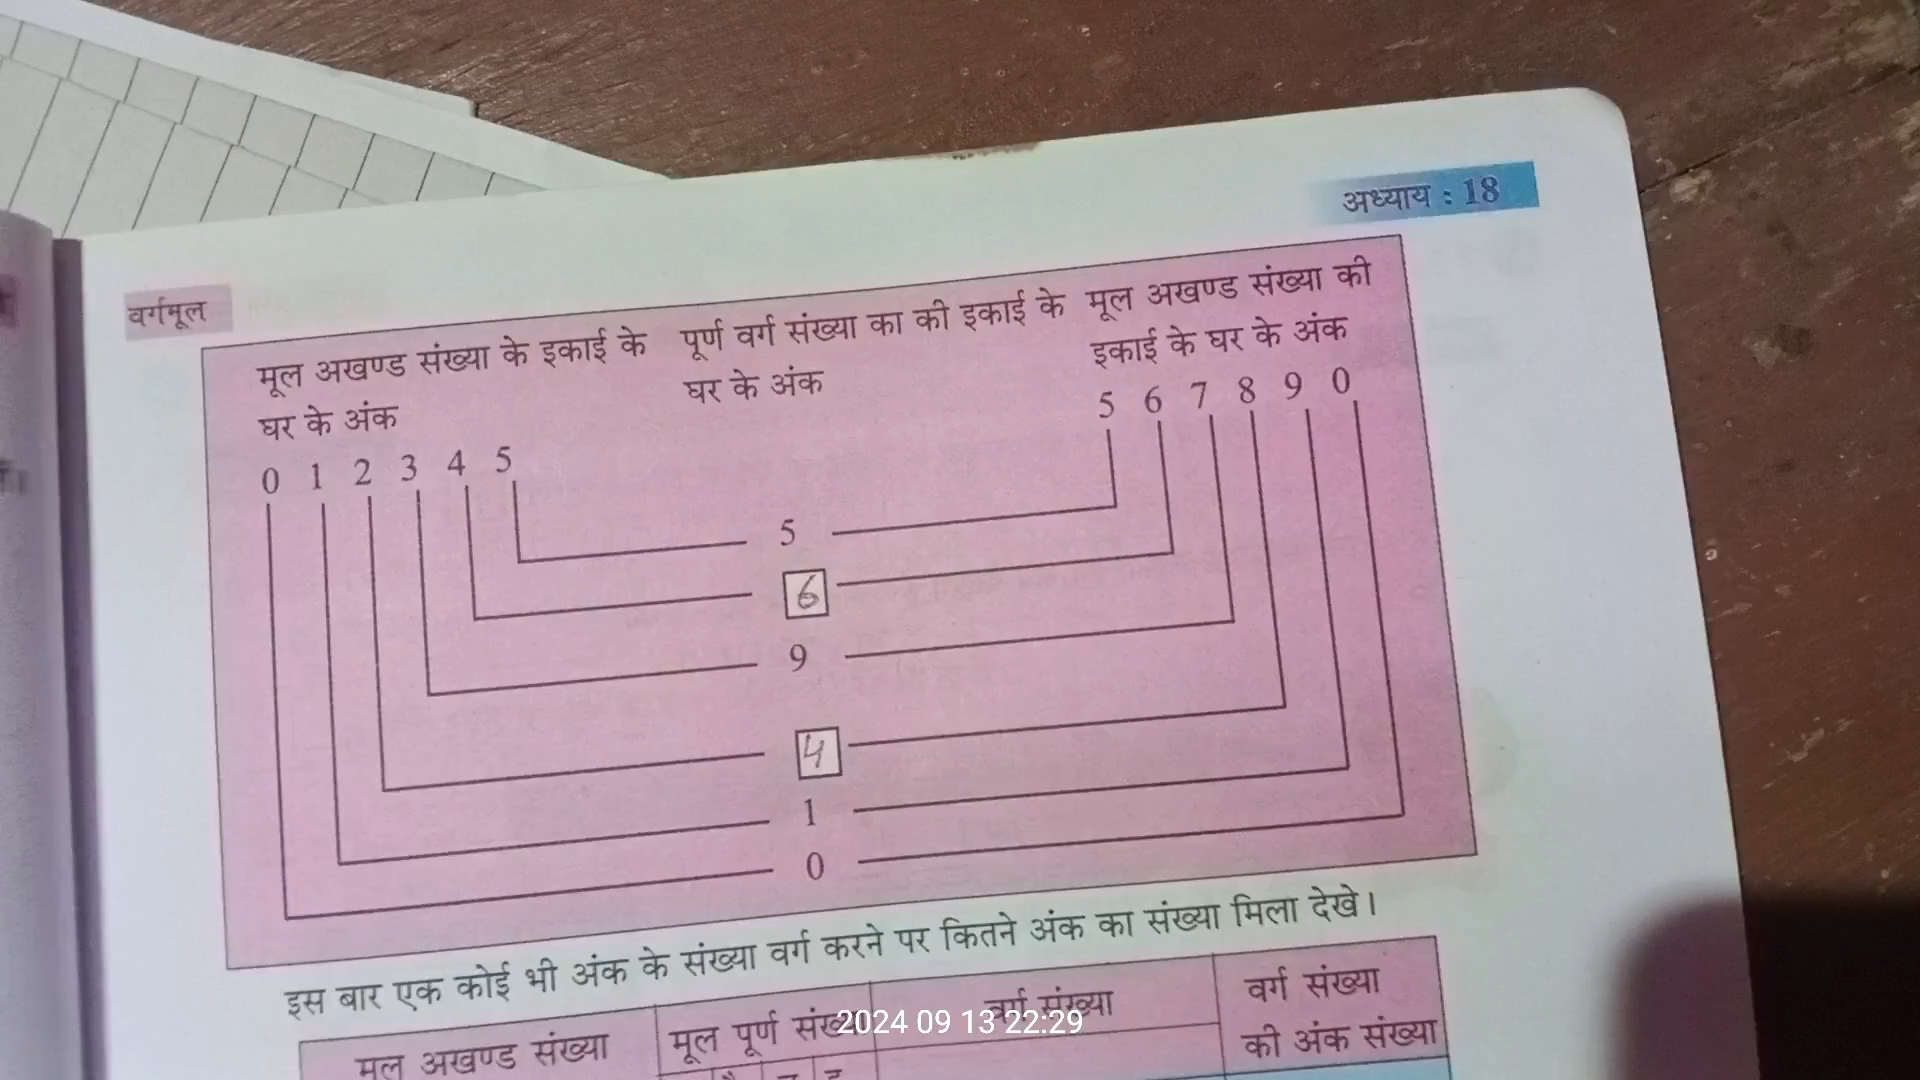 अध्याय : 18
वर्गमूल
मूल अखण्ड संख्या के इकाई के
घर के अंक
0 1 2 3 4 5
पूर्ण वर्ग संख्या का की इकाई के
घर के अंक
मूल अखण्ड संख्या की
इकाई के घर के अंक
5 6 7 8 9 0
5
6
9
4
1
0
इस बार एक कोई भी अंक के संख्या वर्ग करने पर कितने अंक का संख्या मिला देखे।
मूल अखण्ड संख्या
मूल पूर्ण संख्या
वर्ग संख्या
वर्ग संख्या
की अंक संख्या
2024 09 13 22:29